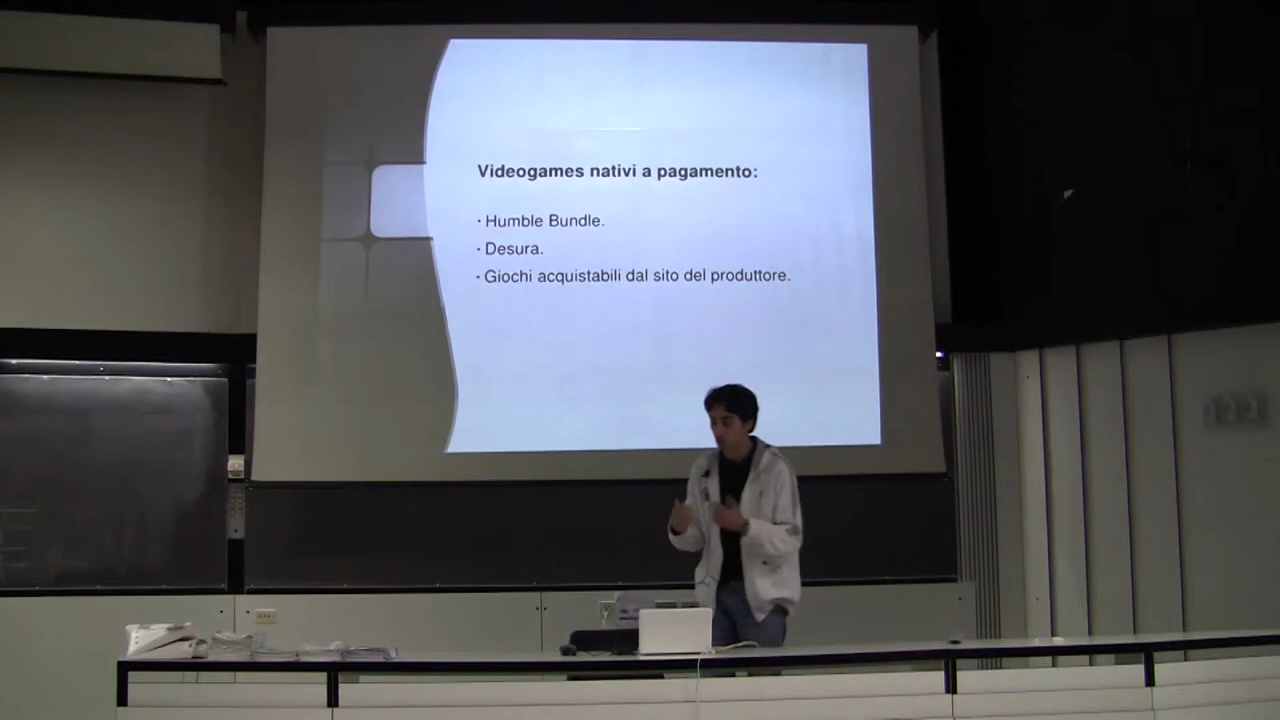 Videogames nativi a pagamento:
· Humble Bundle.
· Desura.
· Giochi acquistabili dal sito del produttore.